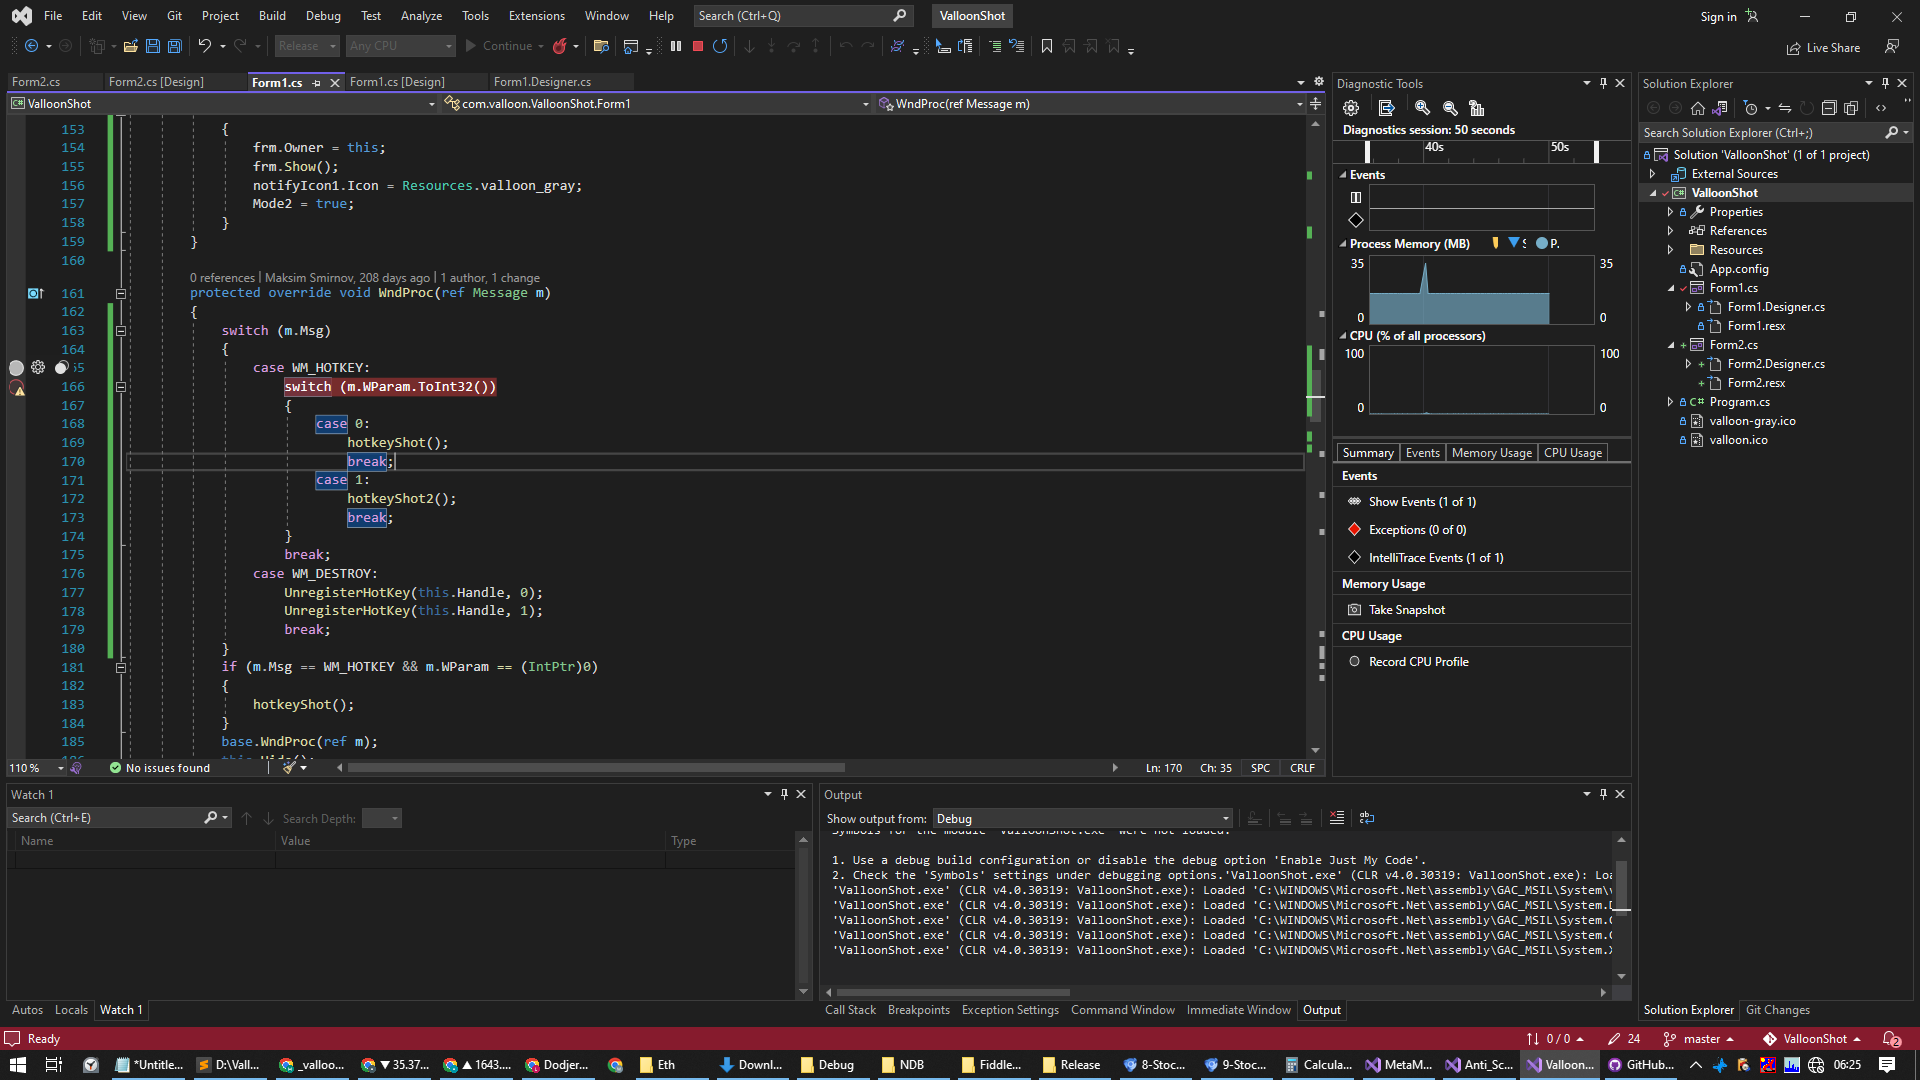 File Edit View Git Project Build Debug Test Analyze Tools Extensions Window Help Search (Ctrl+Q) ValloonShot Sign in
Release Any CPU Continue Live Share
Form2.cs Form2.cs [Design] Form1.cs Form1.cs [Design] Form1.Designer.cs
ValloonShot com.valloon.ValloonShot.Form1 WndProc(ref Message m)
153 {
154 frm.Owner = this;
155 frm.Show();
156 notifyIcon1.Icon = Resources.valloon_gray;
157 Mode2 = true;
158 }
159 }
160
0 references | Maksim Smirnov, 208 days ago | 1 author, 1 change
161 protected override void WndProc(ref Message m)
162 {
163 switch (m.Msg)
164 {
65 case WM_HOTKEY:
166 switch (m.WParam.ToInt32())
167 {
168 case 0:
169 hotkeyShot();
170 break;
171 case 1:
172 hotkeyShot2();
173 break;
174 }
175 break;
176 case WM_DESTROY:
177 UnregisterHotKey(this.Handle, 0);
178 UnregisterHotKey(this.Handle, 1);
179 break;
180 }
181 if (m.Msg == WM_HOTKEY && m.WParam == (IntPtr)0)
182 {
183 hotkeyShot();
184 }
185 base.WndProc(ref m);
110 % No issues found Ln: 170 Ch: 35 SPC CRLF
Diagnostic Tools
Diagnostics session: 50 seconds
40s 50s
Events
Process Memory (MB) S P.
35 35
0 0
CPU (% of all processors)
100 100
0 0
Summary Events Memory Usage CPU Usage
Events
Show Events (1 of 1)
Exceptions (0 of 0)
IntelliTrace Events (1 of 1)
Memory Usage
Take Snapshot
CPU Usage
Record CPU Profile
Solution Explorer
Search Solution Explorer (Ctrl+;)
Solution 'ValloonShot' (1 of 1 project)
External Sources
ValloonShot
Properties
References
Resources
App.config
Form1.cs
Form1.Designer.cs
Form1.resx
Form2.cs
Form2.Designer.cs
Form2.resx
Program.cs
valloon-gray.ico
valloon.ico
Solution Explorer Git Changes
Watch 1
Search (Ctrl+E) Search Depth:
Name Value Type
Autos Locals Watch 1
Output
Show output from: Debug
Symbols for the module 'ValloonShot.exe' were not loaded.
1. Use a debug build configuration or disable the debug option 'Enable Just My Code'.
2. Check the 'Symbols' settings under debugging options.'ValloonShot.exe' (CLR v4.0.30319: ValloonShot.exe): Loa
'ValloonShot.exe' (CLR v4.0.30319: ValloonShot.exe): Loaded 'C:\WINDOWS\Microsoft.Net\assembly\GAC_MSIL\System\
'ValloonShot.exe' (CLR v4.0.30319: ValloonShot.exe): Loaded 'C:\WINDOWS\Microsoft.Net\assembly\GAC_MSIL\System.D
'ValloonShot.exe' (CLR v4.0.30319: ValloonShot.exe): Loaded 'C:\WINDOWS\Microsoft.Net\assembly\GAC_MSIL\System.C
'ValloonShot.exe' (CLR v4.0.30319: ValloonShot.exe): Loaded 'C:\WINDOWS\Microsoft.Net\assembly\GAC_MSIL\System.C
'ValloonShot.exe' (CLR v4.0.30319: ValloonShot.exe): Loaded 'C:\WINDOWS\Microsoft.Net\assembly\GAC_MSIL\System.X
Call Stack Breakpoints Exception Settings Command Window Immediate Window Output
Ready 0 / 0 24 master ValloonShot 2
*Untitle... D:\Vall... _valloo... ▼35.37... ▲1643.... Dodjer... Eth Downl... Debug NDB Fiddle... Release 8-Stoc... 9-Stoc... Calcula... MetaM... Anti_Sc... Valloon... GitHub... 06:25